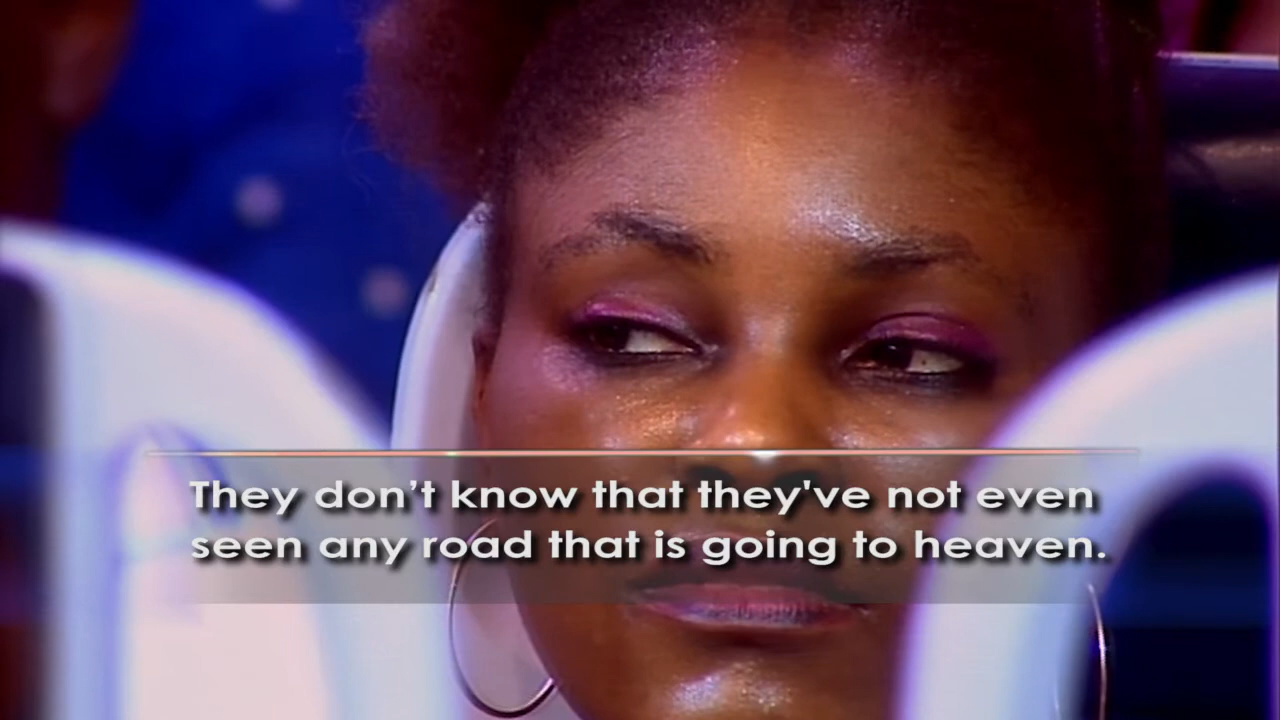 They don’t know that they've not even
seen any road that is going to heaven.